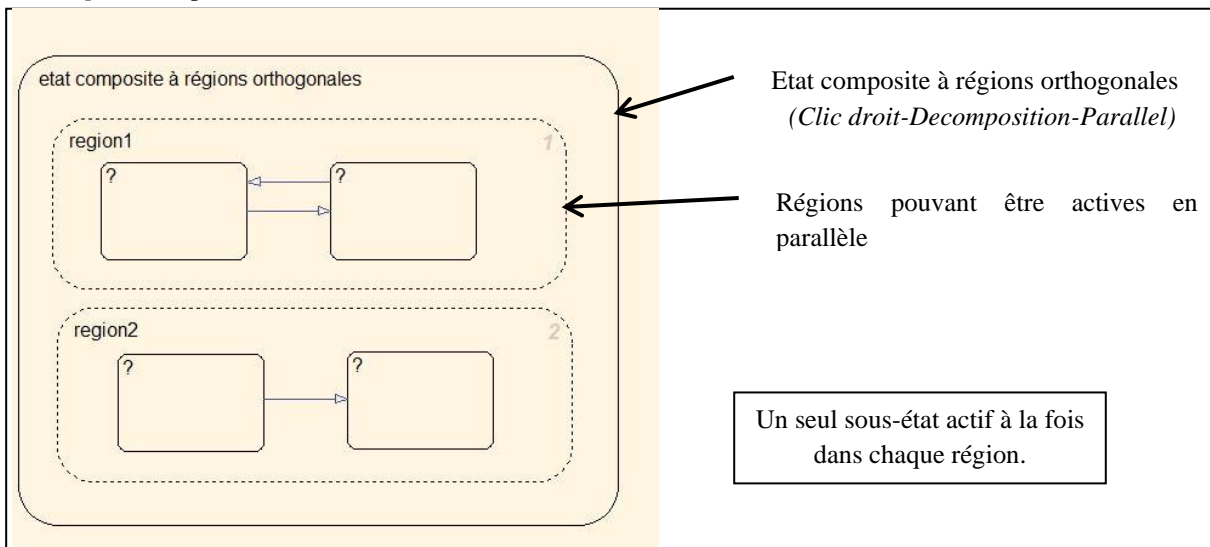 etat composite à régions orthogonales
region1
1
?
?
region2
2
?
?
Etat composite à régions orthogonales
(Clic droit-Decomposition-Parallel)
Régions pouvant être actives en
parallèle
Un seul sous-état actif à la fois
dans chaque région.